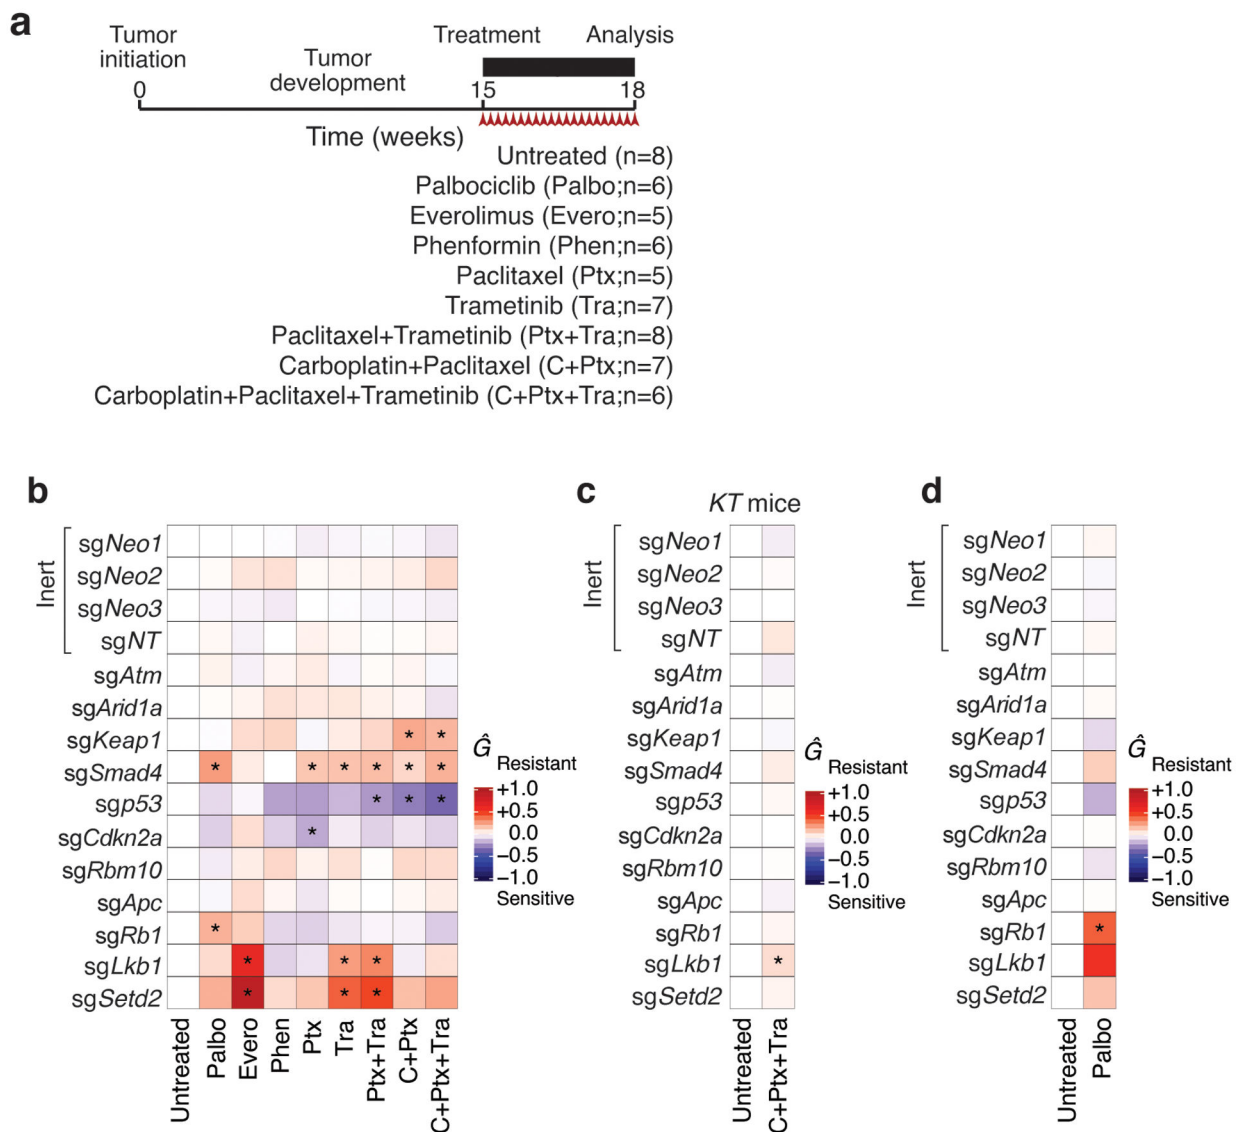 a
Tumor
initiation
Tumor
development
Treatment
Analysis
0
15
18
Time (weeks)
Untreated (n=8)
Palbociclib (Palbo;n=6)
Everolimus (Evero;n=5)
Phenformin (Phen;n=6)
Paclitaxel (Ptx;n=5)
Trametinib (Tra;n=7)
Paclitaxel+Trametinib (Ptx+Tra;n=8)
Carboplatin+Paclitaxel (C+Ptx;n=7)
Carboplatin+Paclitaxel+Trametinib (C+Ptx+Tra;n=6)
b
Inert
sgNeo1
sgNeo2
sgNeo3
sgNT
sgAtm
sgArid1a
sgKeap1
* *
sgSmad4
* * * * * *
sgp53
* * *
sgCdkn2a
*
sgRbm10
sgApc
sgRb1
*
sgLkb1
* * *
sgSetd2
* * *
Untreated
Palbo
Evero
Phen
Ptx
Tra
Ptx+Tra
C+Ptx
C+Ptx+Tra
Ĝ
Resistant
+1.0
+0.5
0.0
−0.5
−1.0
Sensitive
c
KT mice
Inert
sgNeo1
sgNeo2
sgNeo3
sgNT
sgAtm
sgArid1a
sgKeap1
sgSmad4
sgp53
sgCdkn2a
sgRbm10
sgApc
sgRb1
sgLkb1
*
sgSetd2
Untreated
C+Ptx+Tra
Ĝ
Resistant
+1.0
+0.5
0.0
−0.5
−1.0
Sensitive
d
Inert
sgNeo1
sgNeo2
sgNeo3
sgNT
sgAtm
sgArid1a
sgKeap1
sgSmad4
sgp53
sgCdkn2a
sgRbm10
sgApc
sgRb1
*
sgLkb1
sgSetd2
Untreated
Palbo
Ĝ
Resistant
+1.0
+0.5
0.0
−0.5
−1.0
Sensitive